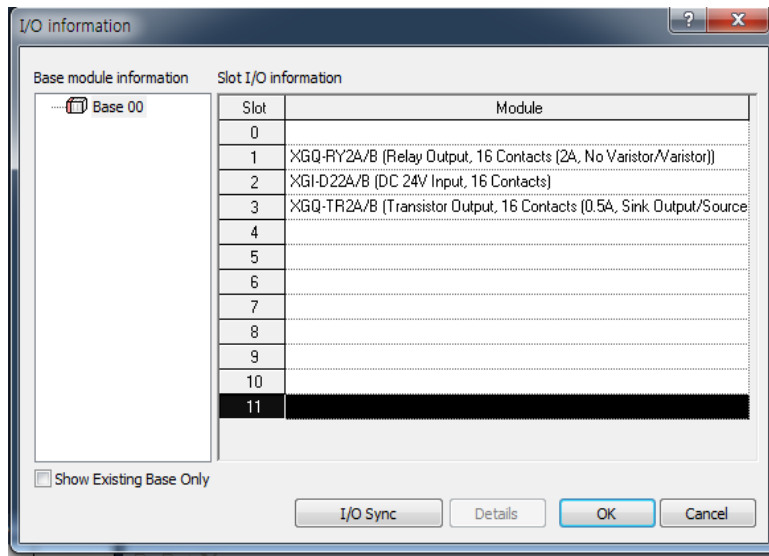 I/O information
Base module information
Slot I/O information
Base 00
Slot Module
0
1 XGQ-RY2A/B (Relay Output, 16 Contacts (2A, No Varistor/Varistor))
2 XGI-D22A/B (DC 24V Input, 16 Contacts)
3 XGQ-TR2A/B (Transistor Output, 16 Contacts (0.5A, Sink Output/Source
4
5
6
7
8
9
10
11
Show Existing Base Only
I/O Sync Details OK Cancel